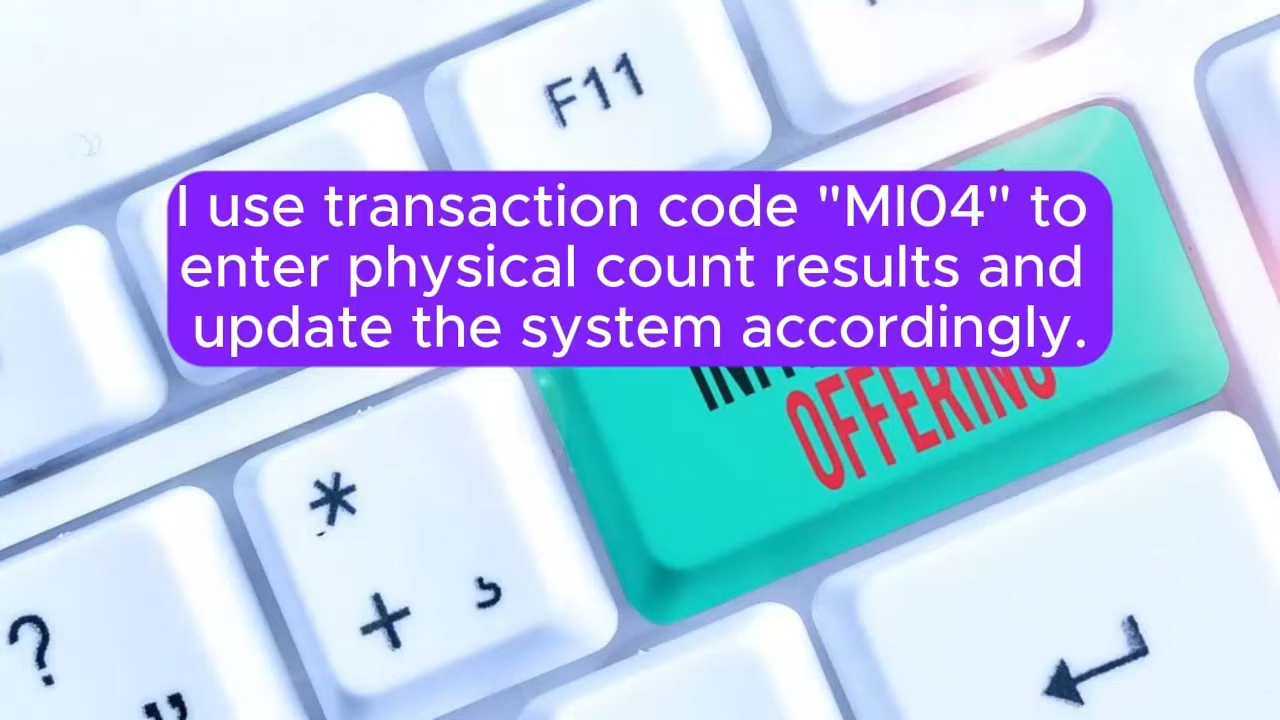 F11
I use transaction code "MI04" to
enter physical count results and
update the system accordingly.
OFFERING
*
+
?